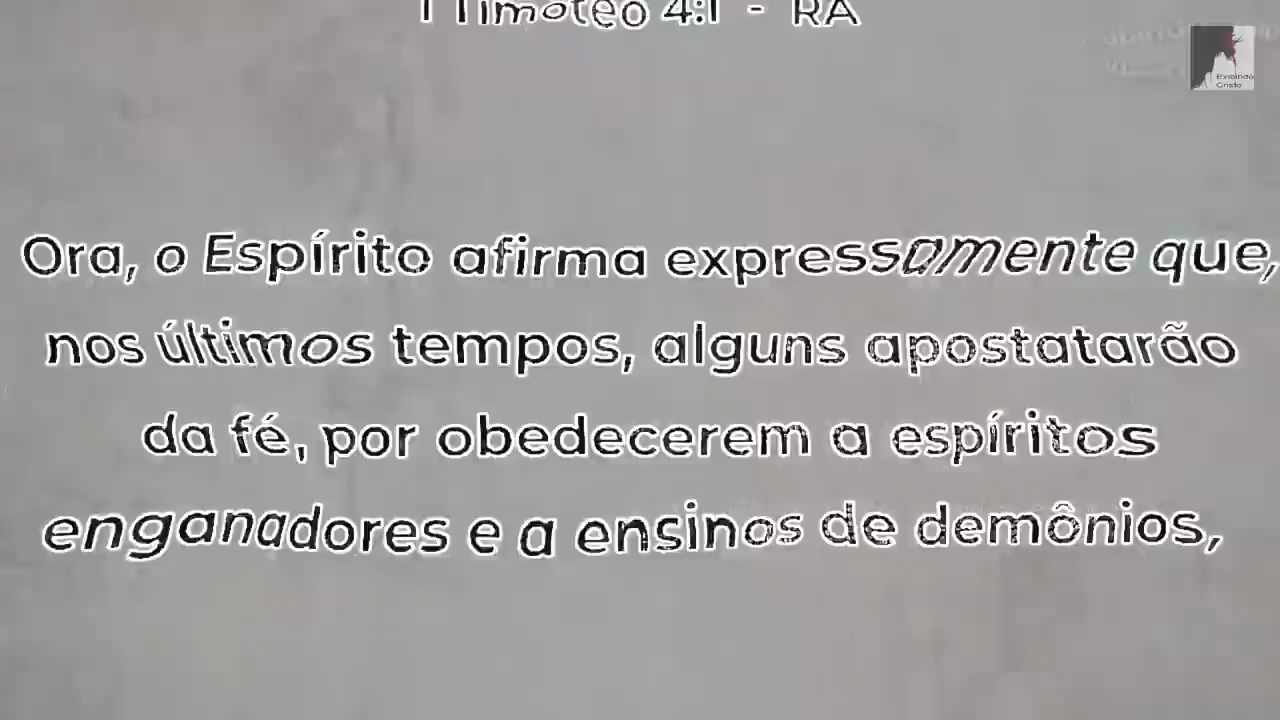 1 Timóteo 4:1 - RA
Ora, o Espírito afirma expressamente que,
nos últimos tempos, alguns apostatarão
da fé, por obedecerem a espíritos
enganadores e a ensinos de demônios,
Cristo